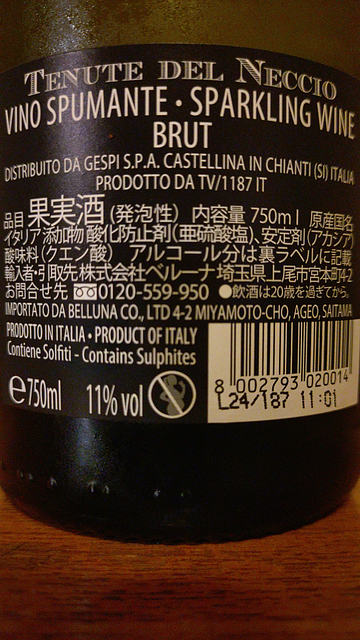 TENUTE DEL NECCIO
VINO SPUMANTE • SPARKLING WINE
BRUT
DISTRIBUITO DA GESPI S.P.A. CASTELLINA IN CHIANTI (SI) ITALIA
PRODOTTO DA TV/1187 IT
品目 果実酒 (発泡性) 内容量 750ml 原産国名
イタリア 添加物 酸化防止剤(亜硫酸塩)、安定剤(アカシア)
酸味料(クエン酸) アルコール分は裏ラベルに記載
輸入者・引取先 株式会社ベルーナ 埼玉県上尾市宮本町4-2
お問合せ先 0120-559-950 ●飲酒は20歳を過ぎてから。
IMPORTATO DA BELLUNA CO., LTD 4-2 MIYAMOTO-CHO, AGEO, SAITAMA
PRODOTTO IN ITALIA • PRODUCT OF ITALY
Contiene Solfiti - Contains Sulphites
e 750ml 11% vol
8 002793 020014
L24/187 11:01